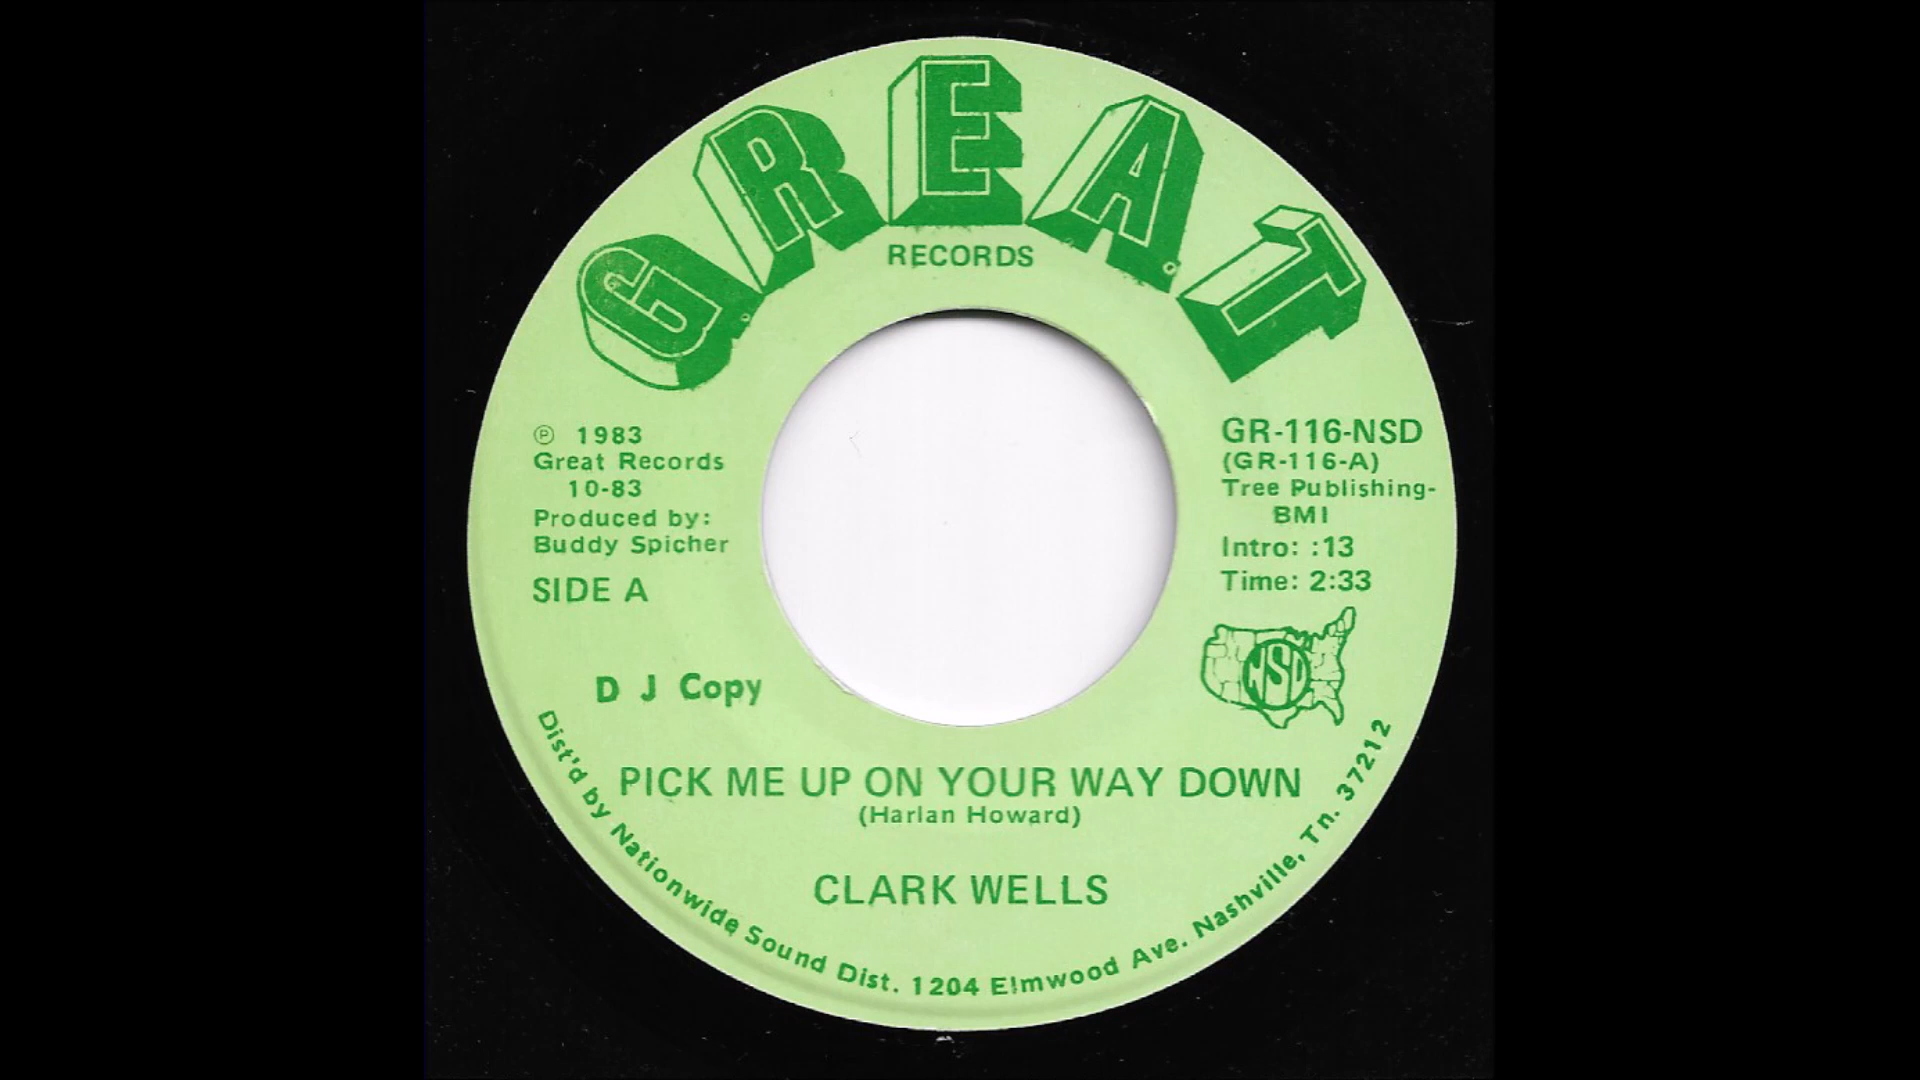 GREAT
RECORDS
℗ 1983
Great Records
10-83
Produced by:
Buddy Spicher
SIDE A
D J Copy
GR-116-NSD
(GR-116-A)
Tree Publishing-
BMI
Intro: :13
Time: 2:33
NSD
PICK ME UP ON YOUR WAY DOWN
(Harlan Howard)
CLARK WELLS
Dist'd by Nationwide Sound Dist. 1204 Elmwood Ave. Nashville, Tn. 37212